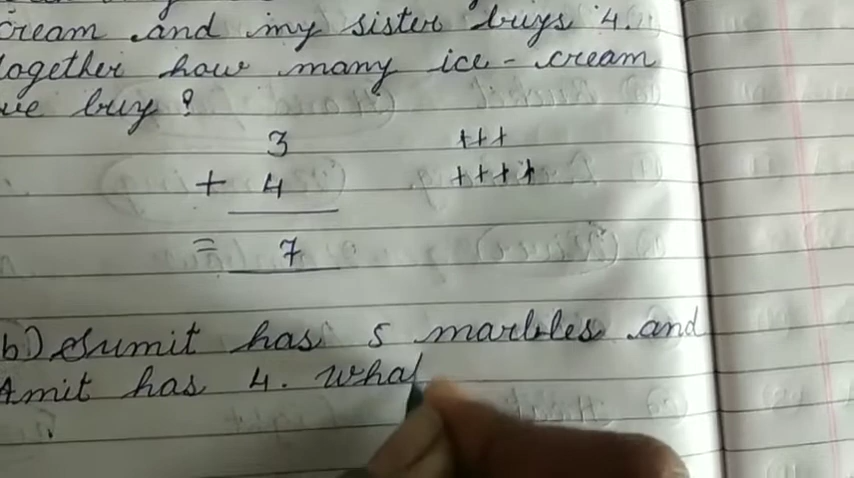 cream and my sister buys 4.
together how many ice-cream
we buy?
3 +++
+ 4 ++++
= 7
b) Sumit has 5 marbles and
Amit has 4. What